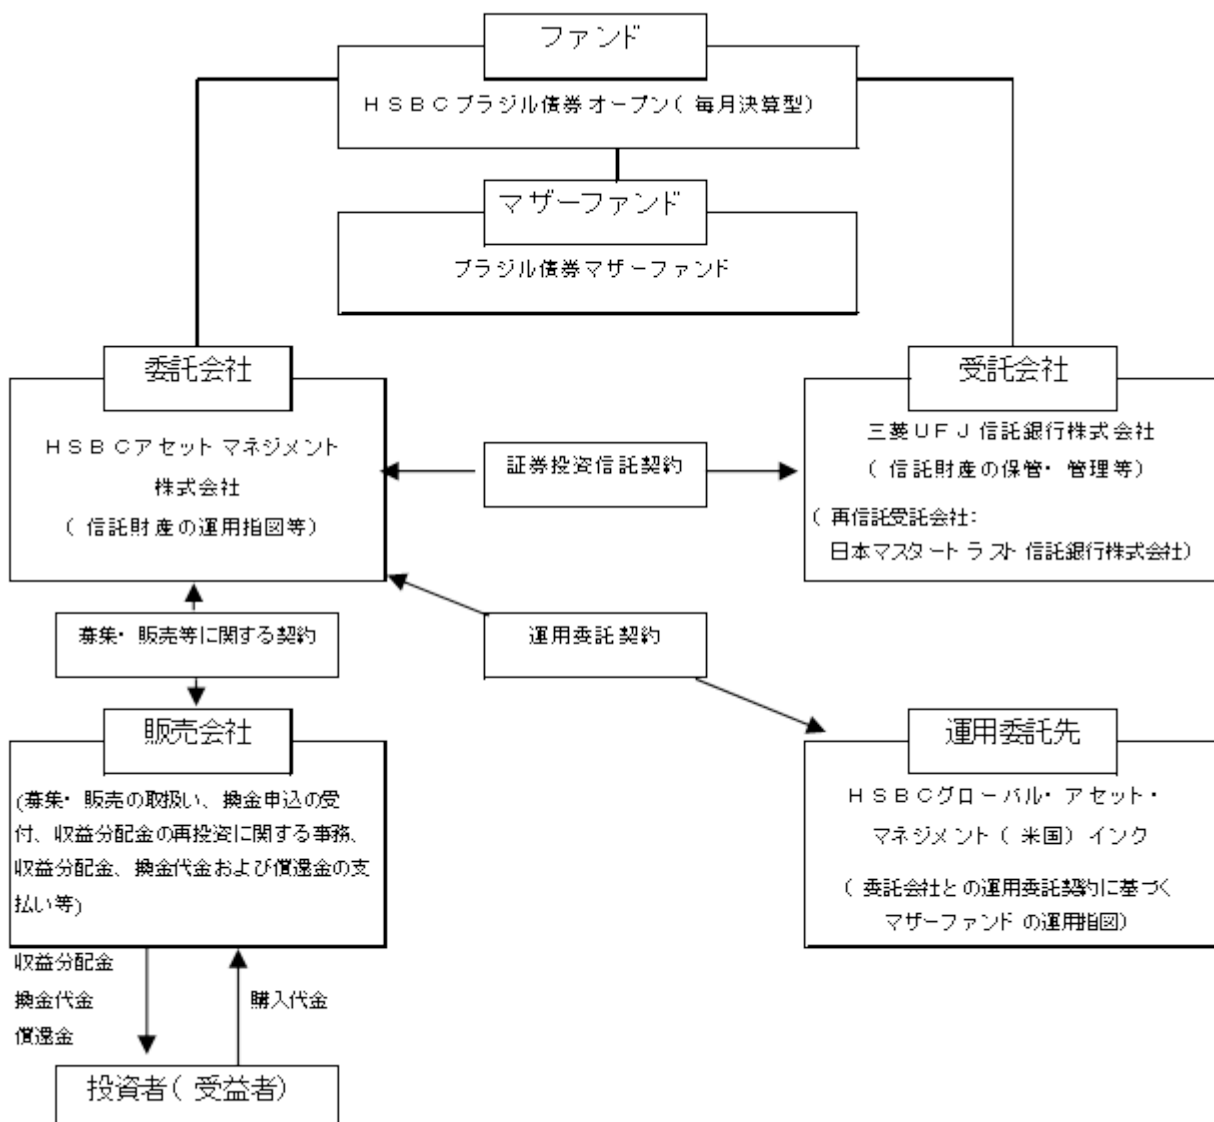 ファンド
HSBCブラジル債券オープン(毎月決算型)
マザーファンド
ブラジル債券マザーファンド
委託会社
HSBCアセットマネジメント
株式会社
(信託財産の運用指図等)
証券投資信託契約
受託会社
三菱UFJ信託銀行株式会社
(信託財産の保管・管理等)
(再信託受託会社:
日本マスタートラスト信託銀行株式会社)
募集・販売等に関する契約
運用委託契約
販売会社
(募集・販売の取扱い、換金申込の受
付、収益分配金の再投資に関する事務、
収益分配金、換金代金および償還金の支
払い等)
運用委託先
HSBCグローバル・アセット・
マネジメント(米国)インク
(委託会社との運用委託契約に基づく
マザーファンドの運用指図)
収益分配金
換金代金
償還金
購入代金
投資者(受益者)